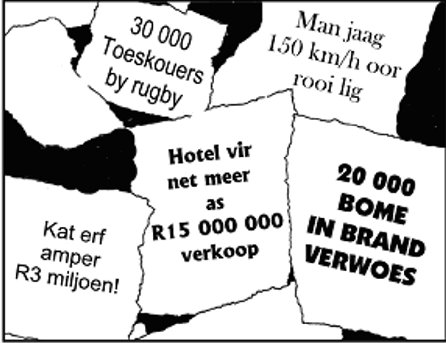 30 000
Toeskouers
by rugby
Man jaag
150 km/h oor
rooi lig
Hotel vir
net meer
as
R15 000 000
verkoop
20 000
BOME
IN BRAND
VERWOES
Kat erf
amper
R3 miljoen!